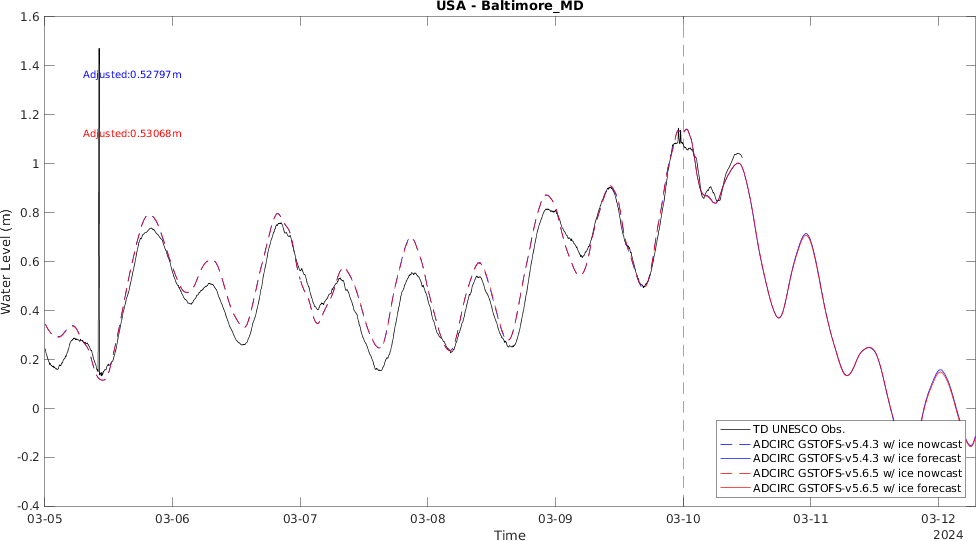 USA - Baltimore_MD
1.6
1.4
1.2
1
0.8
0.6
0.4
0.2
0
-0.2
-0.4
Water Level (m)
Adjusted:0.52797m
Adjusted:0.53068m
TD UNESCO Obs.
ADCIRC GSTOFS-v5.4.3 w/ ice nowcast
ADCIRC GSTOFS-v5.4.3 w/ ice forecast
ADCIRC GSTOFS-v5.6.5 w/ ice nowcast
ADCIRC GSTOFS-v5.6.5 w/ ice forecast
03-05 03-06 03-07 03-08 03-09 03-10 03-11 03-12
Time 2024